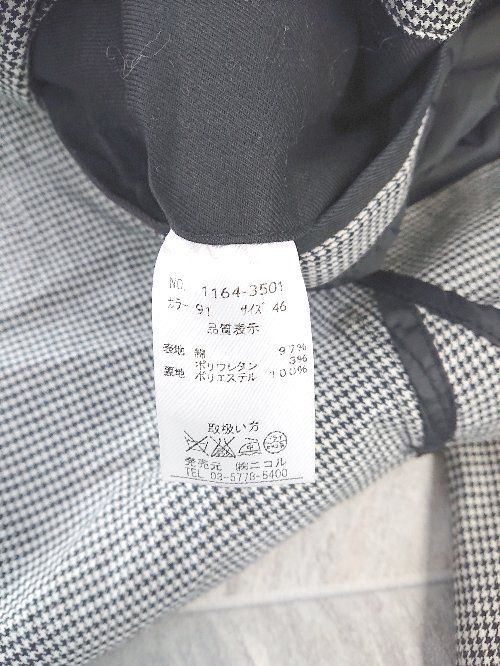 NO. 1164-3501
カラー 91 サイズ 46
品質表示
表地 綿 97%
ポリウレタン 3%
裏地 ポリエステル 100%
取扱い方
発売元 ㈱ニコル
TEL 03-5778-5400